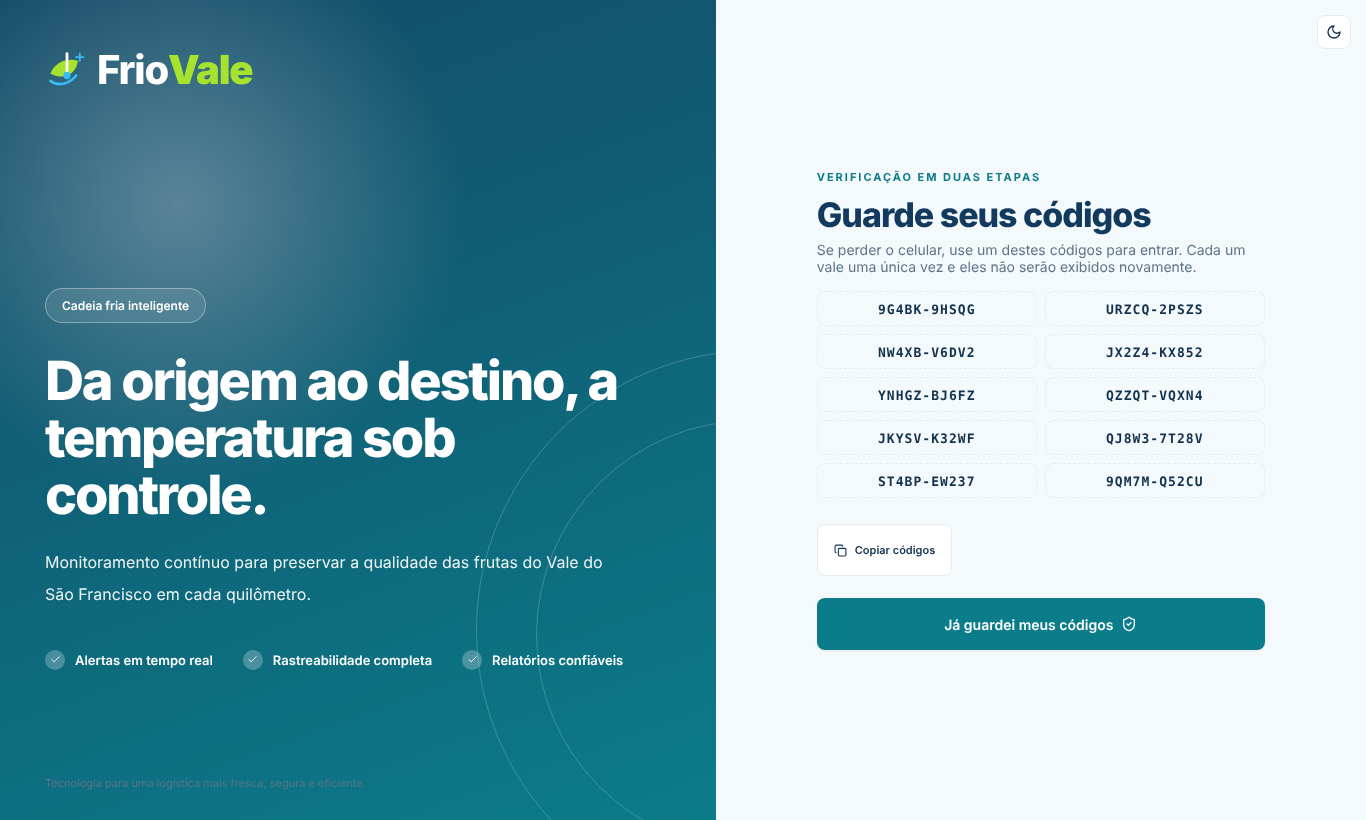 FrioVale
Cadeia fria inteligente
Da origem ao destino, a
temperatura sob
controle.
Monitoramento contínuo para preservar a qualidade das frutas do Vale do
São Francisco em cada quilômetro.
Alertas em tempo real
Rastreabilidade completa
Relatórios confiáveis
Tecnologia para uma logística mais fresca, segura e eficiente.
VERIFICAÇÃO EM DUAS ETAPAS
Guarde seus códigos
Se perder o celular, use um destes códigos para entrar. Cada um
vale uma única vez e eles não serão exibidos novamente.
9G4BK-9HSQG
URZCQ-2PSZS
NW4XB-V6DV2
JX2Z4-KX852
YNHGZ-BJ6FZ
QZZQT-VQXN4
JKYSV-K32WF
QJ8W3-7T28V
ST4BP-EW237
9QM7M-Q52CU
Copiar códigos
Já guardei meus códigos